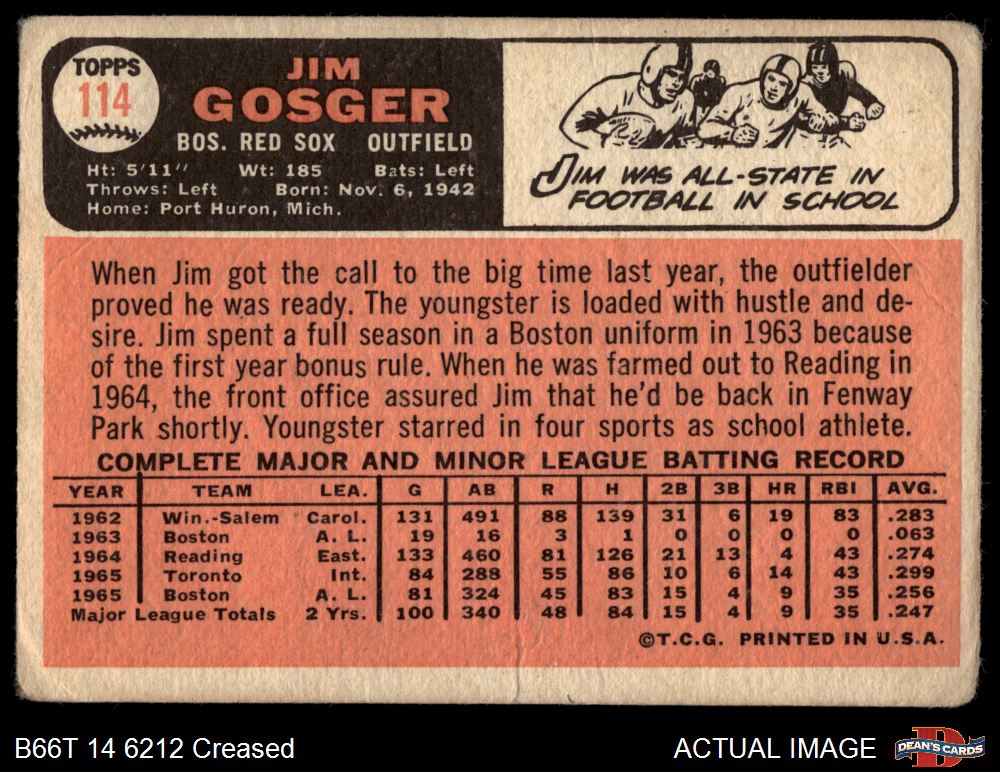 TOPPS
114
JIM
GOSGER
BOS. RED SOX OUTFIELD
Ht: 5'11" Wt: 185 Bats: Left
Throws: Left Born: Nov. 6, 1942
Home: Port Huron, Mich.
JIM WAS ALL-STATE IN
FOOTBALL IN SCHOOL
When Jim got the call to the big time last year, the outfielder
proved he was ready. The youngster is loaded with hustle and de-
sire. Jim spent a full season in a Boston uniform in 1963 because
of the first year bonus rule. When he was farmed out to Reading in
1964, the front office assured Jim that he'd be back in Fenway
Park shortly. Youngster starred in four sports as school athlete.
COMPLETE MAJOR AND MINOR LEAGUE BATTING RECORD
YEAR TEAM LEA. G AB R H 2B 3B HR RBI AVG.
1962 Win.-Salem Carol. 131 491 88 139 31 6 19 83 .283
1963 Boston A. L. 19 16 3 1 0 0 0 0 .063
1964 Reading East. 133 460 81 126 21 13 4 43 .274
1965 Toronto Int. 84 288 55 86 10 6 14 43 .299
1965 Boston A. L. 81 324 45 83 15 4 9 35 .256
Major League Totals 2 Yrs. 100 340 48 84 15 4 9 35 .247
©T.C.G. PRINTED IN U.S.A.
B66T 14 6212 Creased
ACTUAL IMAGE
DEAN'S CARDS